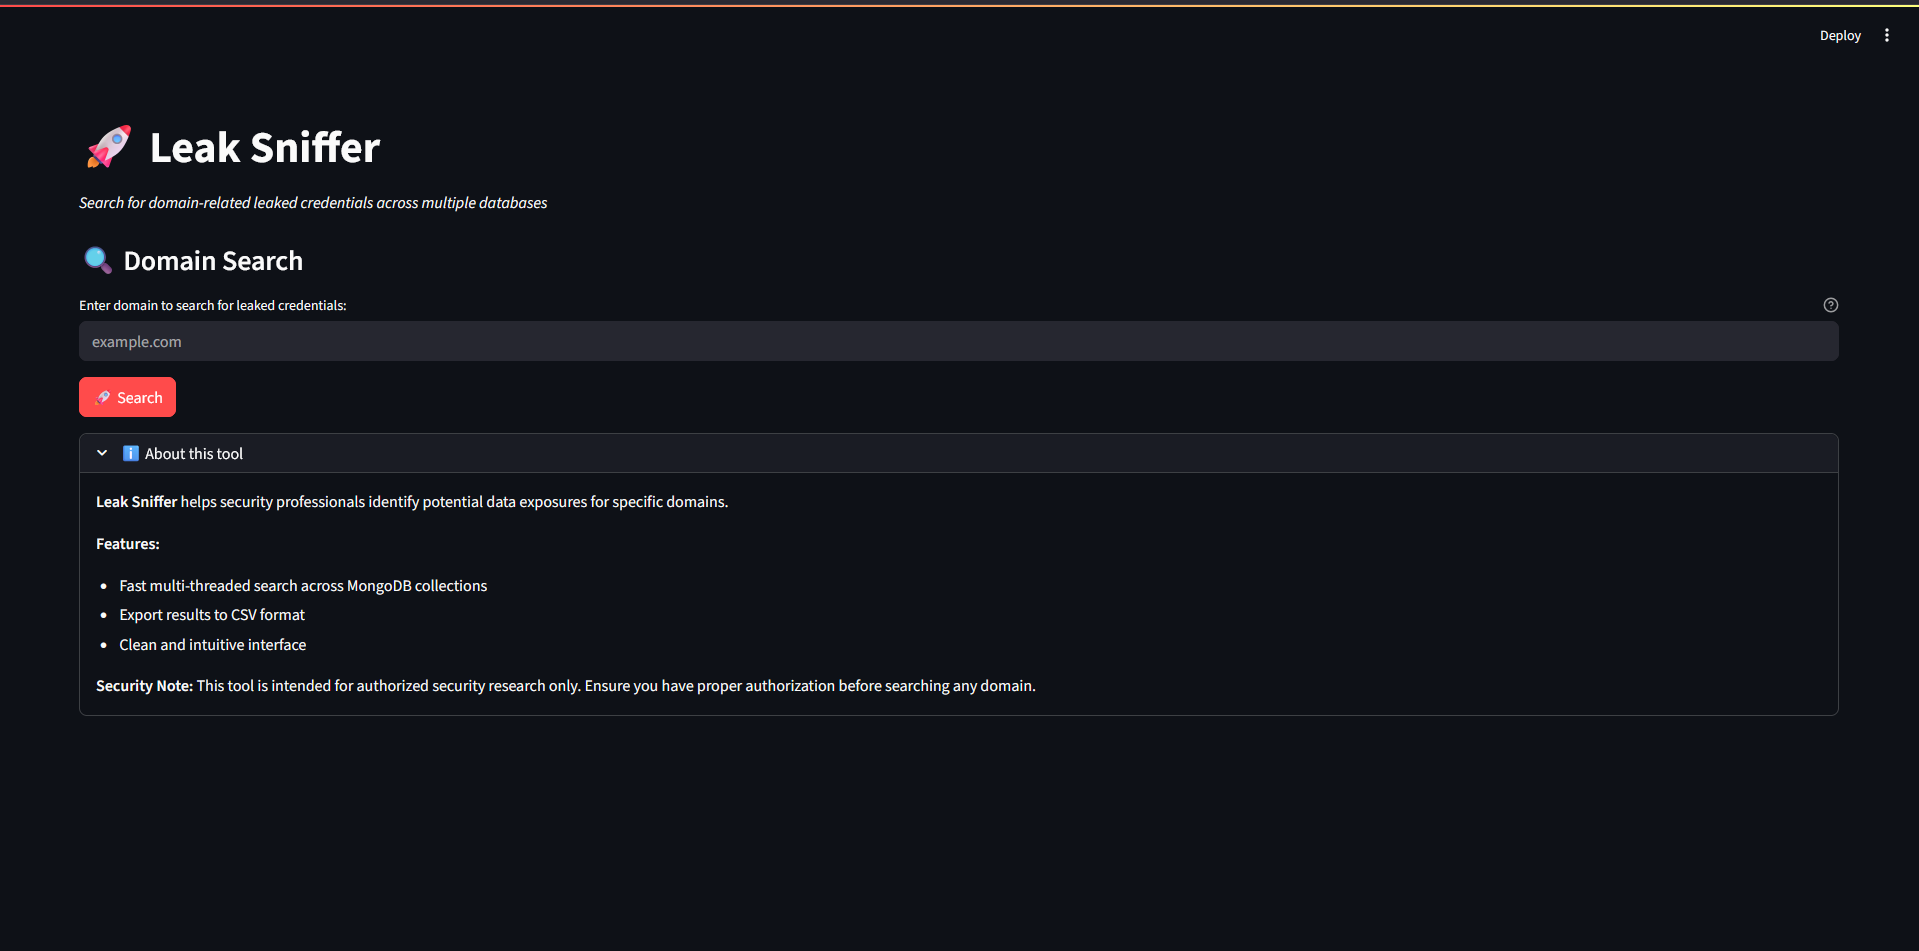 Deploy
🚀 Leak Sniffer
Search for domain-related leaked credentials across multiple databases
🔍 Domain Search
Enter domain to search for leaked credentials:
example.com
🚀 Search
ℹ️ About this tool
Leak Sniffer helps security professionals identify potential data exposures for specific domains.
Features:
• Fast multi-threaded search across MongoDB collections
• Export results to CSV format
• Clean and intuitive interface
Security Note: This tool is intended for authorized security research only. Ensure you have proper authorization before searching any domain.